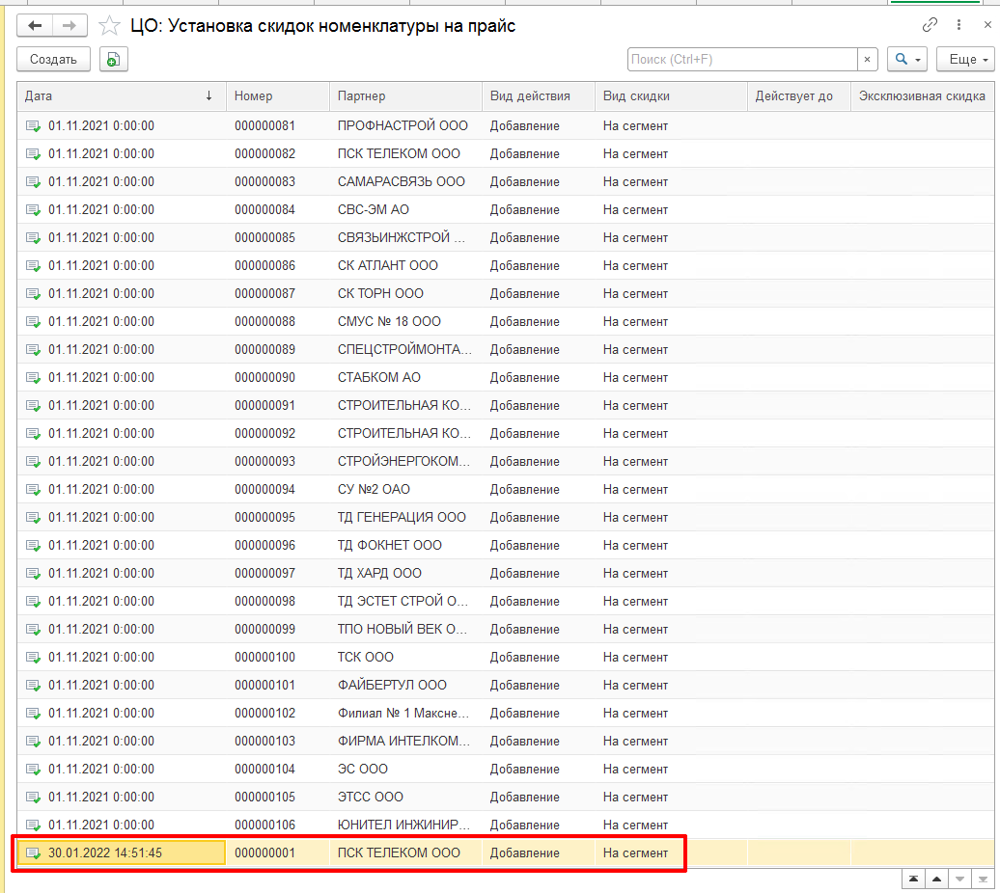 ЦО: Установка скидок номенклатуры на прайс
Создать Поиск (Ctrl+F) × Еще
Дата ↓ Номер Партнер Вид действия Вид скидки Действует до Эксклюзивная скидка
01.11.2021 0:00:00 000000081 ПРОФНАСТРОЙ ООО Добавление На сегмент
01.11.2021 0:00:00 000000082 ПСК ТЕЛЕКОМ ООО Добавление На сегмент
01.11.2021 0:00:00 000000083 САМАРАСВЯЗЬ ООО Добавление На сегмент
01.11.2021 0:00:00 000000084 СВС-ЭМ АО Добавление На сегмент
01.11.2021 0:00:00 000000085 СВЯЗЬИНЖСТРОЙ ... Добавление На сегмент
01.11.2021 0:00:00 000000086 СК АТЛАНТ ООО Добавление На сегмент
01.11.2021 0:00:00 000000087 СК ТОРН ООО Добавление На сегмент
01.11.2021 0:00:00 000000088 СМУС № 18 ООО Добавление На сегмент
01.11.2021 0:00:00 000000089 СПЕЦСТРОЙМОНТА... Добавление На сегмент
01.11.2021 0:00:00 000000090 СТАБКОМ АО Добавление На сегмент
01.11.2021 0:00:00 000000091 СТРОИТЕЛЬНАЯ КО... Добавление На сегмент
01.11.2021 0:00:00 000000092 СТРОИТЕЛЬНАЯ КО... Добавление На сегмент
01.11.2021 0:00:00 000000093 СТРОЙЭНЕРГОКОМ... Добавление На сегмент
01.11.2021 0:00:00 000000094 СУ №2 ОАО Добавление На сегмент
01.11.2021 0:00:00 000000095 ТД ГЕНЕРАЦИЯ ООО Добавление На сегмент
01.11.2021 0:00:00 000000096 ТД ФОКНЕТ ООО Добавление На сегмент
01.11.2021 0:00:00 000000097 ТД ХАРД ООО Добавление На сегмент
01.11.2021 0:00:00 000000098 ТД ЭСТЕТ СТРОЙ О... Добавление На сегмент
01.11.2021 0:00:00 000000099 ТПО НОВЫЙ ВЕК О... Добавление На сегмент
01.11.2021 0:00:00 000000100 ТСК ООО Добавление На сегмент
01.11.2021 0:00:00 000000101 ФАЙБЕРТУЛ ООО Добавление На сегмент
01.11.2021 0:00:00 000000102 Филиал № 1 Максне... Добавление На сегмент
01.11.2021 0:00:00 000000103 ФИРМА ИНТЕЛКОМ... Добавление На сегмент
01.11.2021 0:00:00 000000104 ЭС ООО Добавление На сегмент
01.11.2021 0:00:00 000000105 ЭТСС ООО Добавление На сегмент
01.11.2021 0:00:00 000000106 ЮНИТЕЛ ИНЖИНИР... Добавление На сегмент
30.01.2022 14:51:45 000000001 ПСК ТЕЛЕКОМ ООО Добавление На сегмент